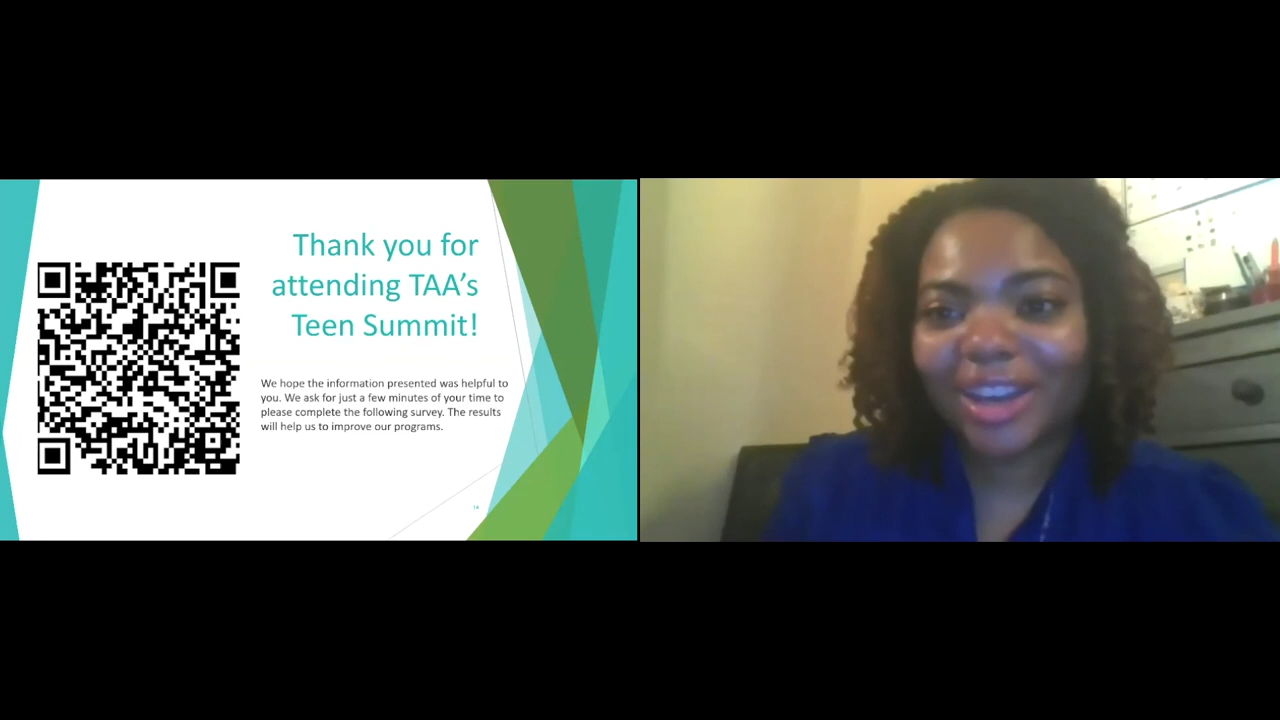 Thank you for
attending TAA's
Teen Summit!
We hope the information presented was helpful to
you. We ask for just a few minutes of your time to
please complete the following survey. The results
will help us to improve our programs.
14